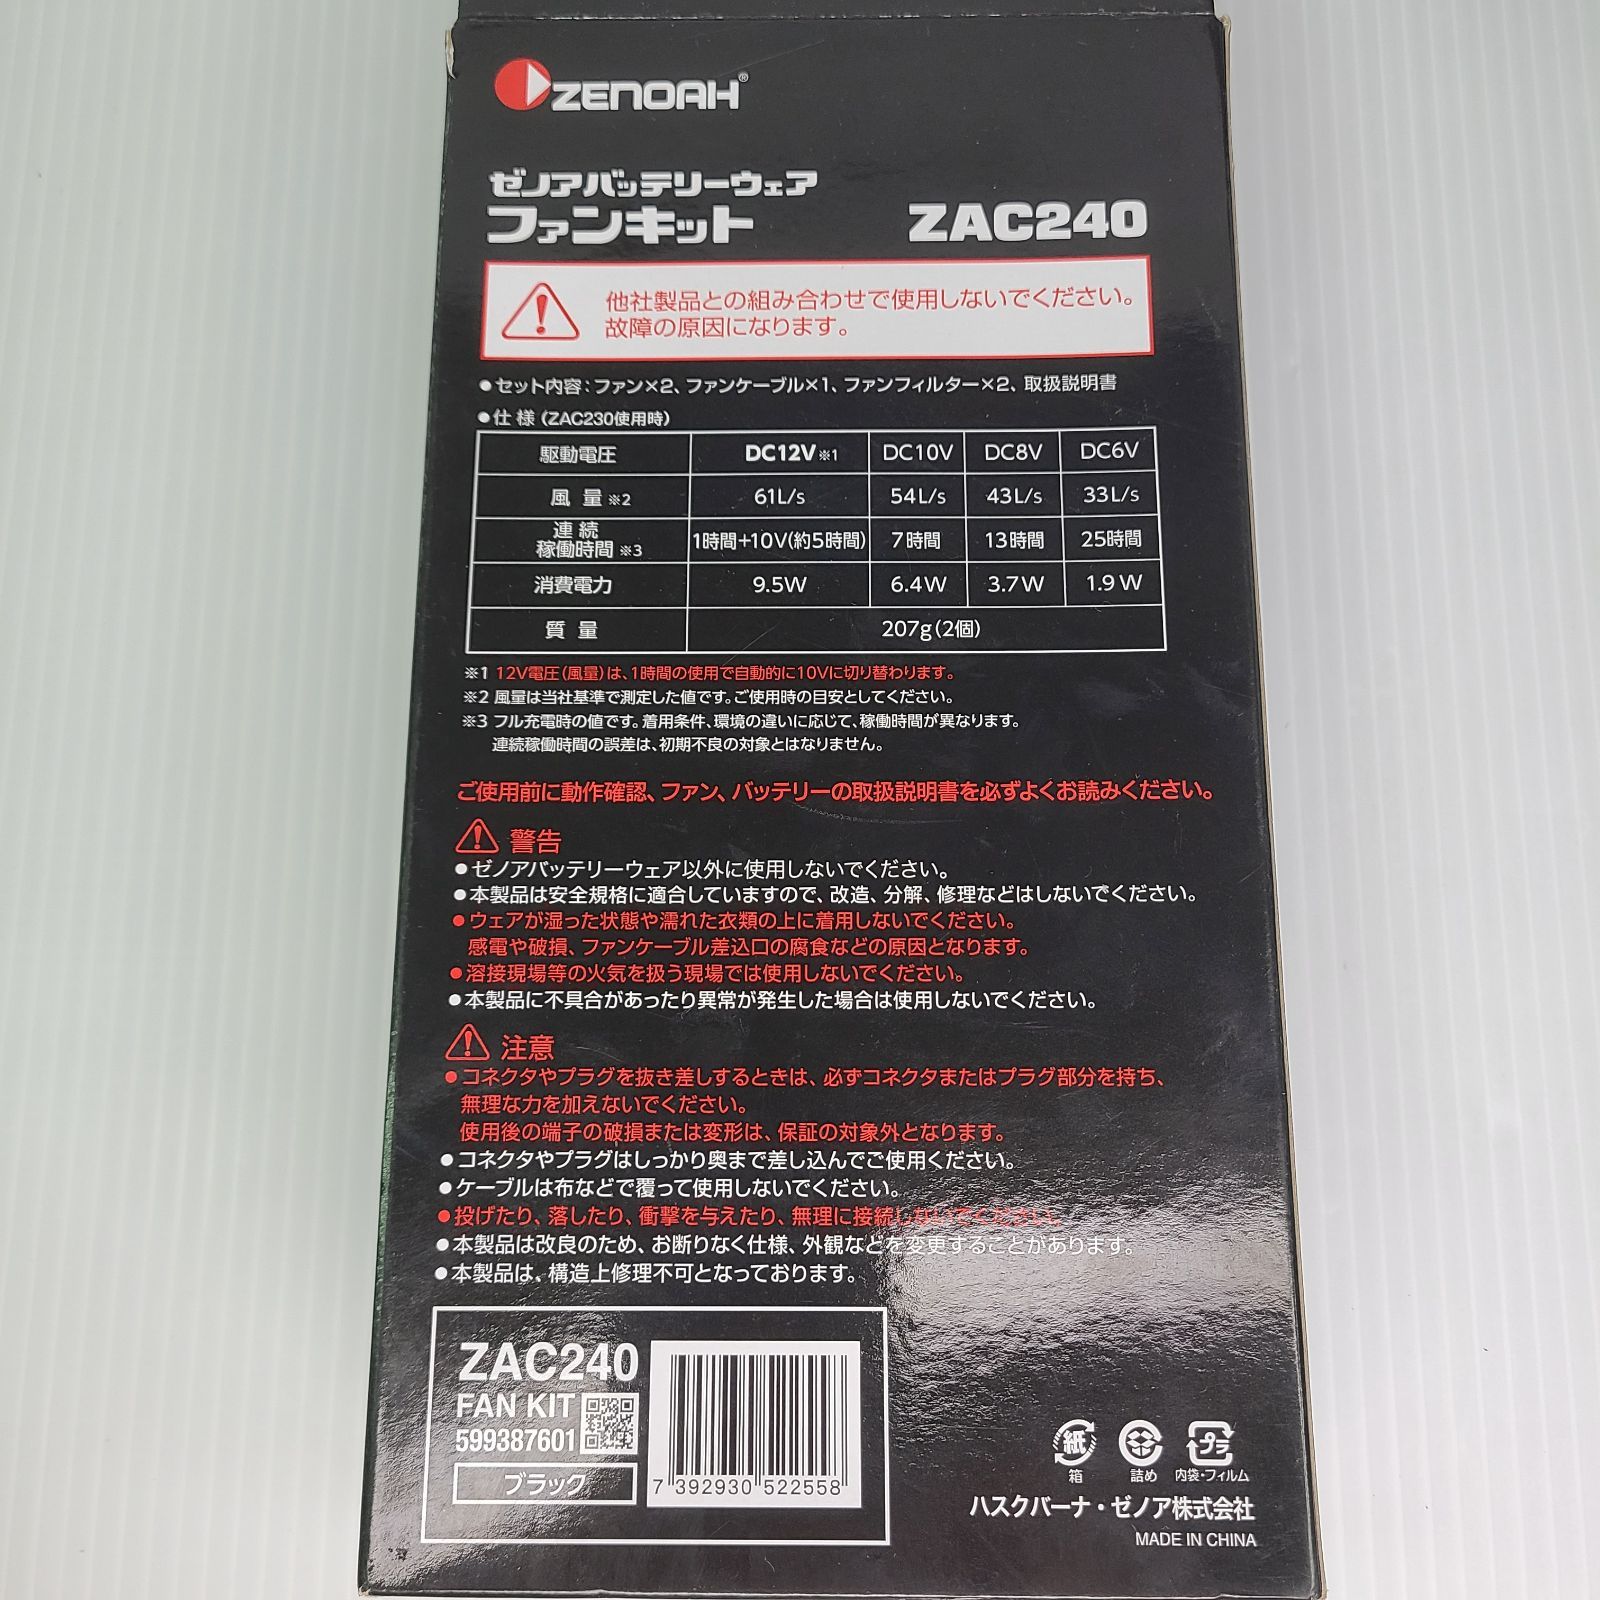 ZENOAH®
ゼノアバッテリーウェア
ファンキット ZAC240
他社製品との組み合わせで使用しないでください。
故障の原因になります。
●セット内容：ファン×2、ファンケーブル×1、ファンフィルター×2、取扱説明書
●仕様（ZAC230使用時）
駆動電圧 DC12V※1 DC10V DC8V DC6V
風量※2 61L/s 54L/s 43L/s 33L/s
連続
稼働時間※3 1時間+10V(約5時間) 7時間 13時間 25時間
消費電力 9.5W 6.4W 3.7W 1.9W
質量 207g(2個)
※1 12V電圧(風量)は、1時間の使用で自動的に10Vに切り替わります。
※2 風量は当社基準で測定した値です。ご使用時の目安としてください。
※3 フル充電時の値です。着用条件、環境の違いに応じて、稼働時間が異なります。
連続稼働時間の誤差は、初期不良の対象とはなりません。
ご使用前に動作確認、ファン、バッテリーの取扱説明書を必ずよくお読みください。
警告
●ゼノアバッテリーウェア以外に使用しないでください。
●本製品は安全規格に適合していますので、改造、分解、修理などはしないでください。
●ウェアが湿った状態や濡れた衣類の上に着用しないでください。
感電や破損、ファンケーブル差込口の腐食などの原因となります。
●溶接現場等の火気を扱う現場では使用しないでください。
●本製品に不具合があったり異常が発生した場合は使用しないでください。
注意
●コネクタやプラグを抜き差しするときは、必ずコネクタまたはプラグ部分を持ち、
無理な力を加えないでください。
使用後の端子の破損または変形は、保証の対象外となります。
●コネクタやプラグはしっかり奥まで差し込んでご使用ください。
●ケーブルは布などで覆って使用しないでください。
●投げたり、落したり、衝撃を与えたり、無理に接続しないでください。
●本製品は改良のため、お断りなく仕様、外観などを変更することがあります。
●本製品は、構造上修理不可となっております。
ZAC240
FAN KIT
599387601
ブラック
7 392930 522558
紙 プラ
箱 詰め 内袋・フィルム
ハスクバーナ・ゼノア株式会社
MADE IN CHINA